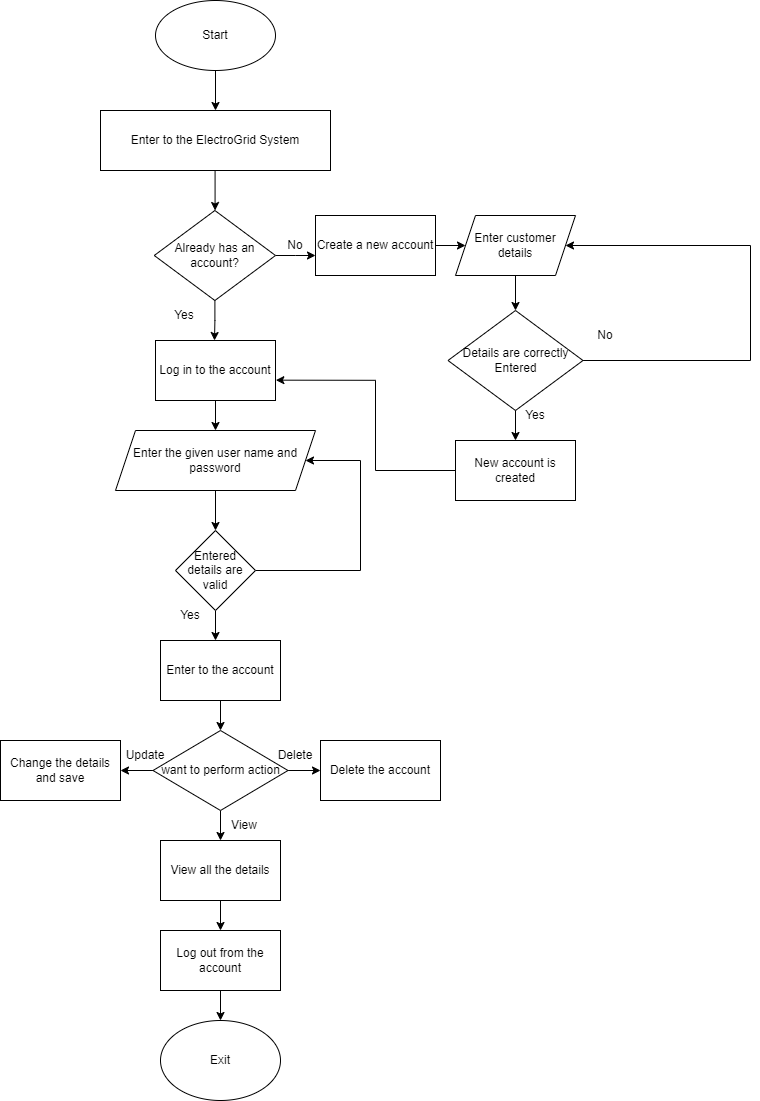 Start
Enter to the ElectroGrid System
Already has an
account?
No
Create a new account
Enter customer
details
Yes
No
Details are correctly
Entered
Log in to the account
Yes
Enter the given user name and
password
New account is
created
Entered
details are
valid
Yes
Enter to the account
Update
Delete
Change the details
and save
want to perform action
Delete the account
View
View all the details
Log out from the
account
Exit